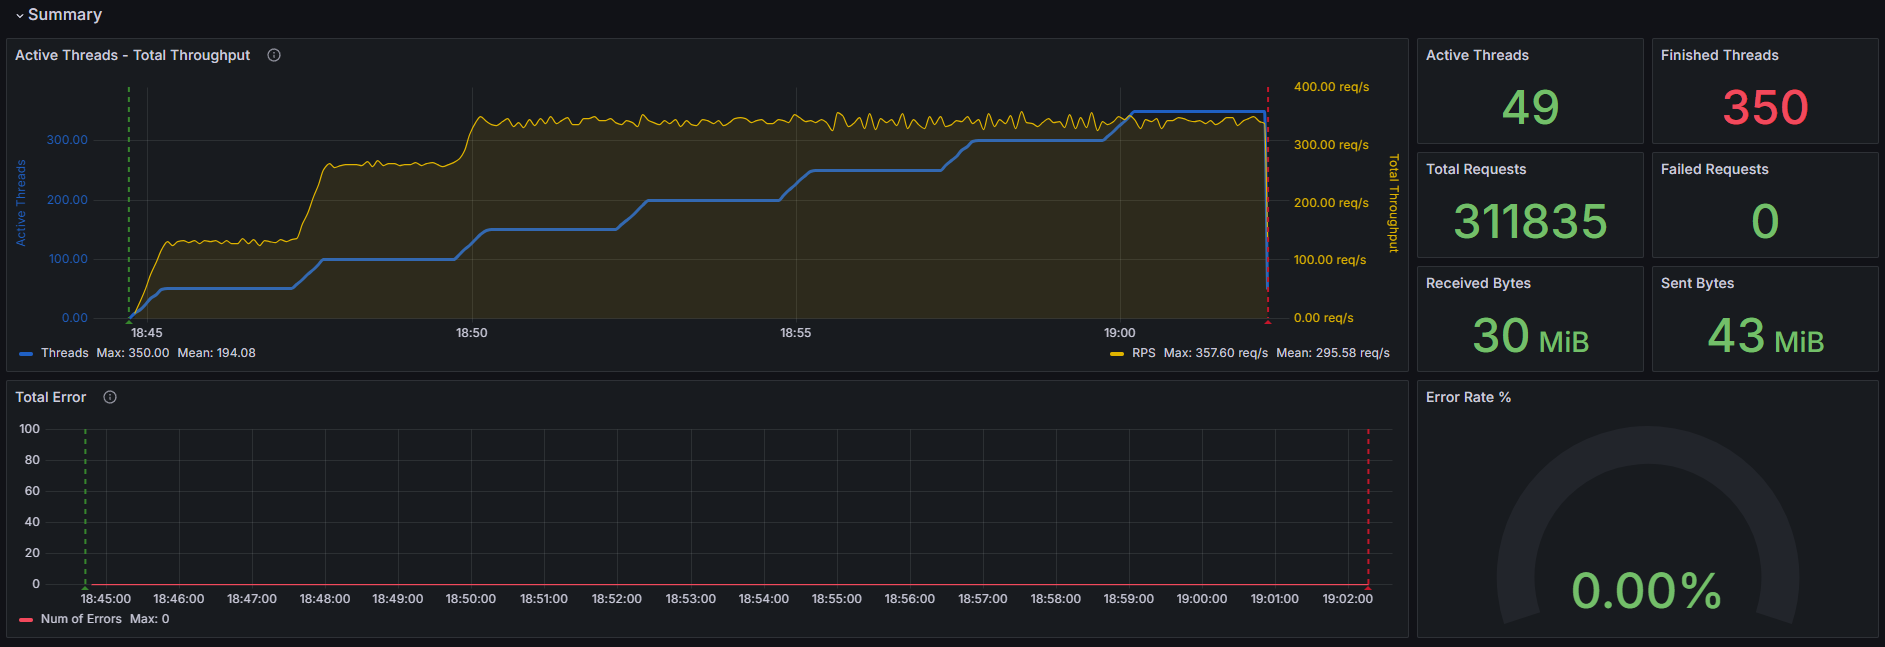 Summary
Active Threads - Total Throughput
Active Threads
300.00
200.00
100.00
0.00
400.00 req/s
300.00 req/s
200.00 req/s
100.00 req/s
0.00 req/s
Total Throughput
18:45 18:50 18:55 19:00
Threads Max: 350.00 Mean: 194.08
RPS Max: 357.60 req/s Mean: 295.58 req/s
Active Threads
49
Finished Threads
350
Total Requests
311835
Failed Requests
0
Received Bytes
30 MiB
Sent Bytes
43 MiB
Total Error
100
80
60
40
20
0
18:45:00 18:46:00 18:47:00 18:48:00 18:49:00 18:50:00 18:51:00 18:52:00 18:53:00 18:54:00 18:55:00 18:56:00 18:57:00 18:58:00 18:59:00 19:00:00 19:01:00 19:02:00
Num of Errors Max: 0
Error Rate %
0.00%